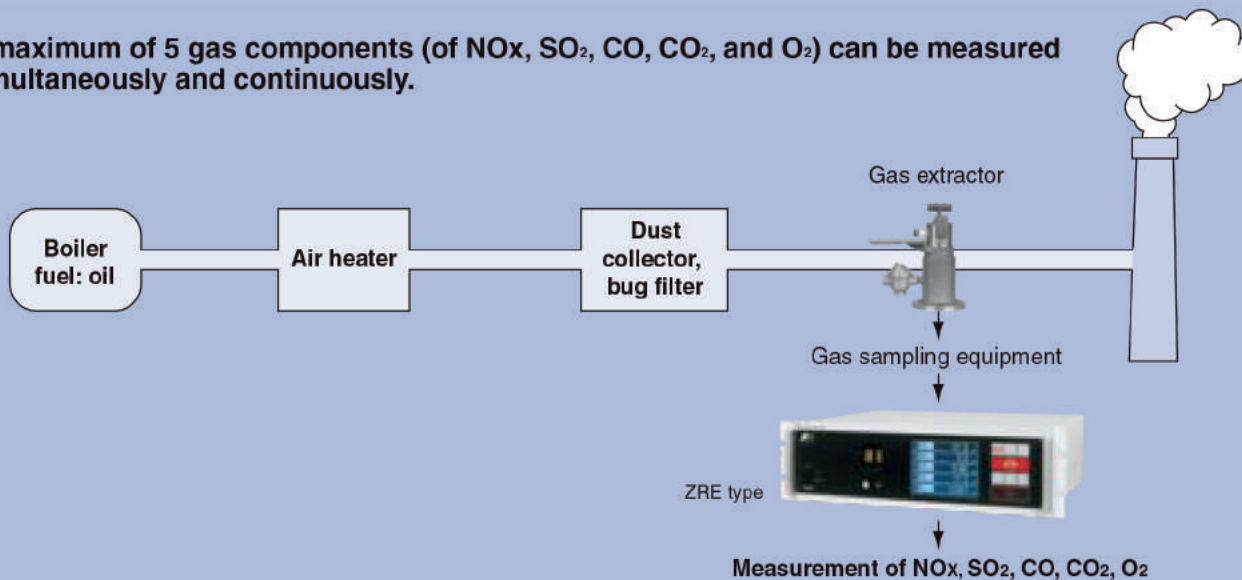 maximum of 5 gas components (of NOx, SO₂, CO, CO₂, and O₂) can be measured
multaneously and continuously.
Gas extractor
Boiler
fuel: oil
Air heater
Dust
collector,
bug filter
Gas sampling equipment
ZRE type
Measurement of NOx, SO₂, CO, CO₂, O₂